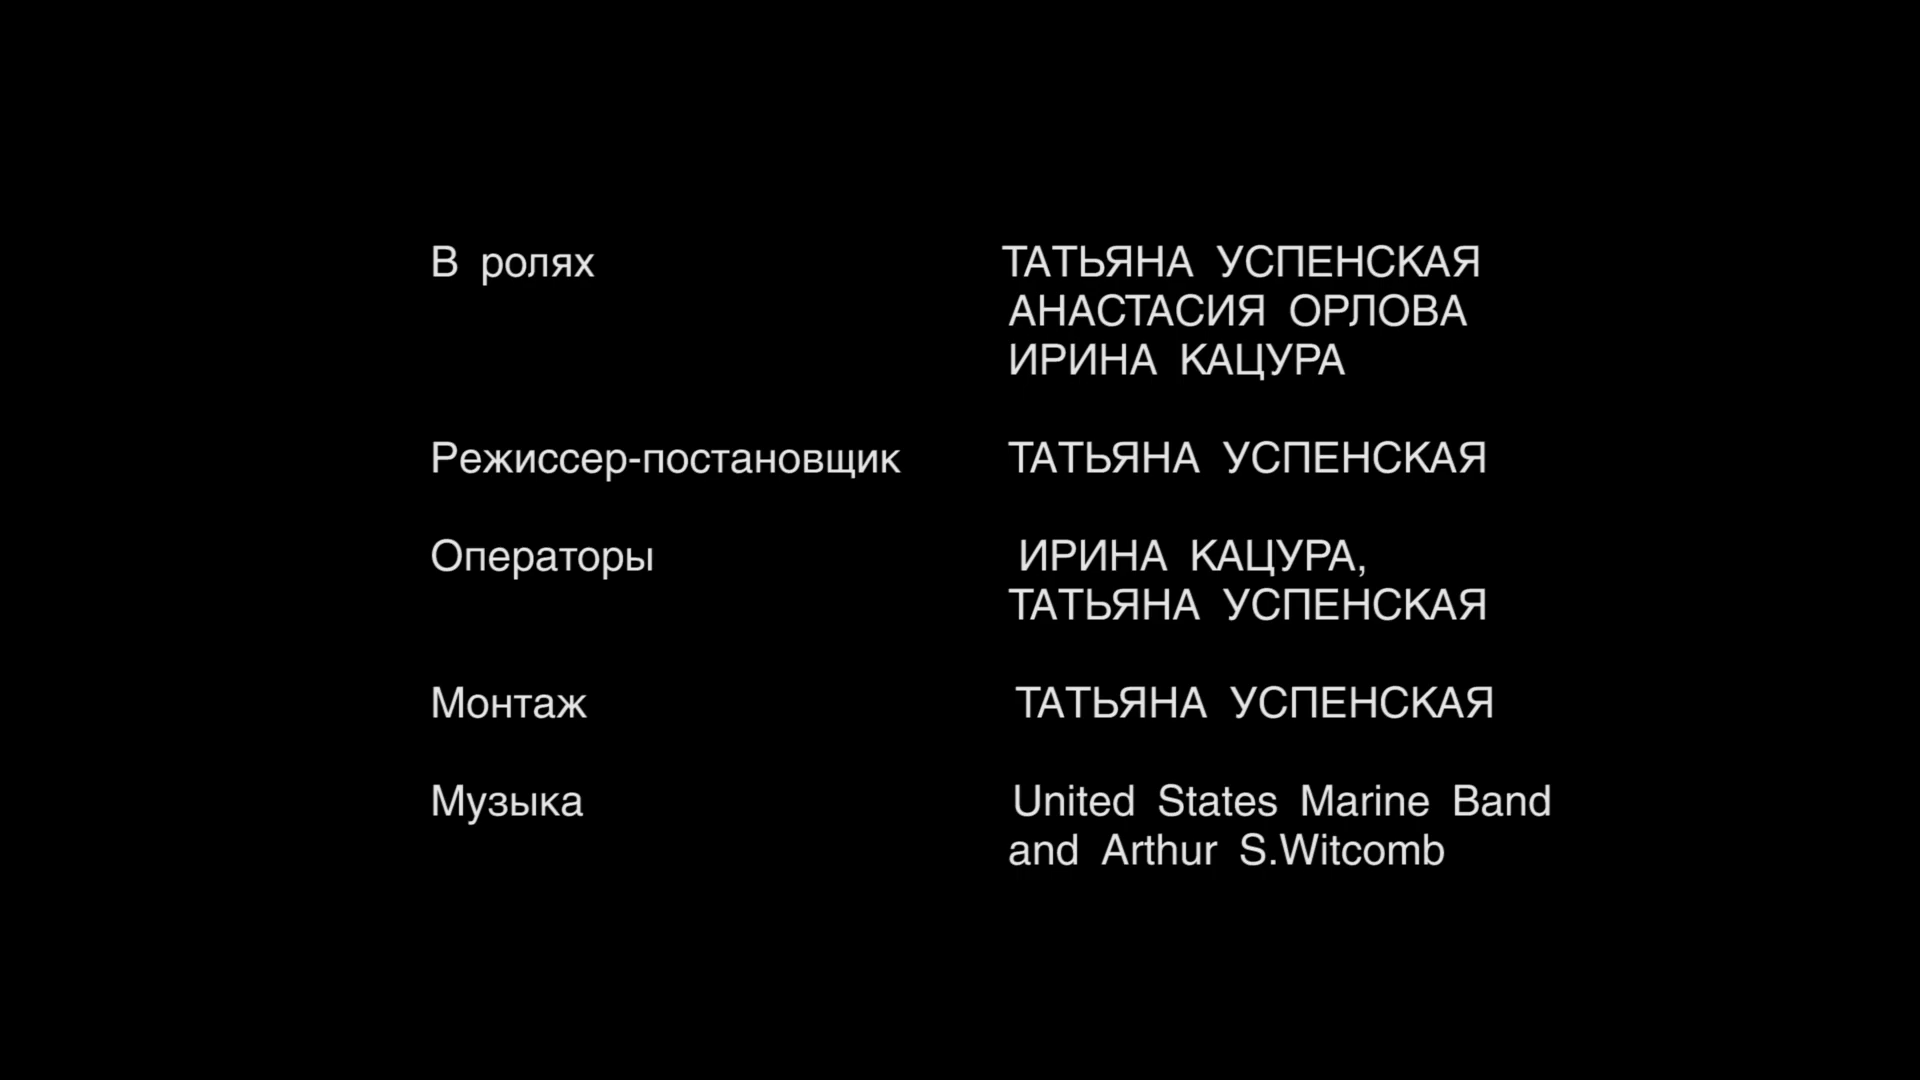 В ролях ТАТЬЯНА УСПЕНСКАЯ
АНАСТАСИЯ ОРЛОВА
ИРИНА КАЦУРА
Режиссер-постановщик ТАТЬЯНА УСПЕНСКАЯ
Операторы ИРИНА КАЦУРА,
ТАТЬЯНА УСПЕНСКАЯ
Монтаж ТАТЬЯНА УСПЕНСКАЯ
Музыка United States Marine Band
and Arthur S.Witcomb